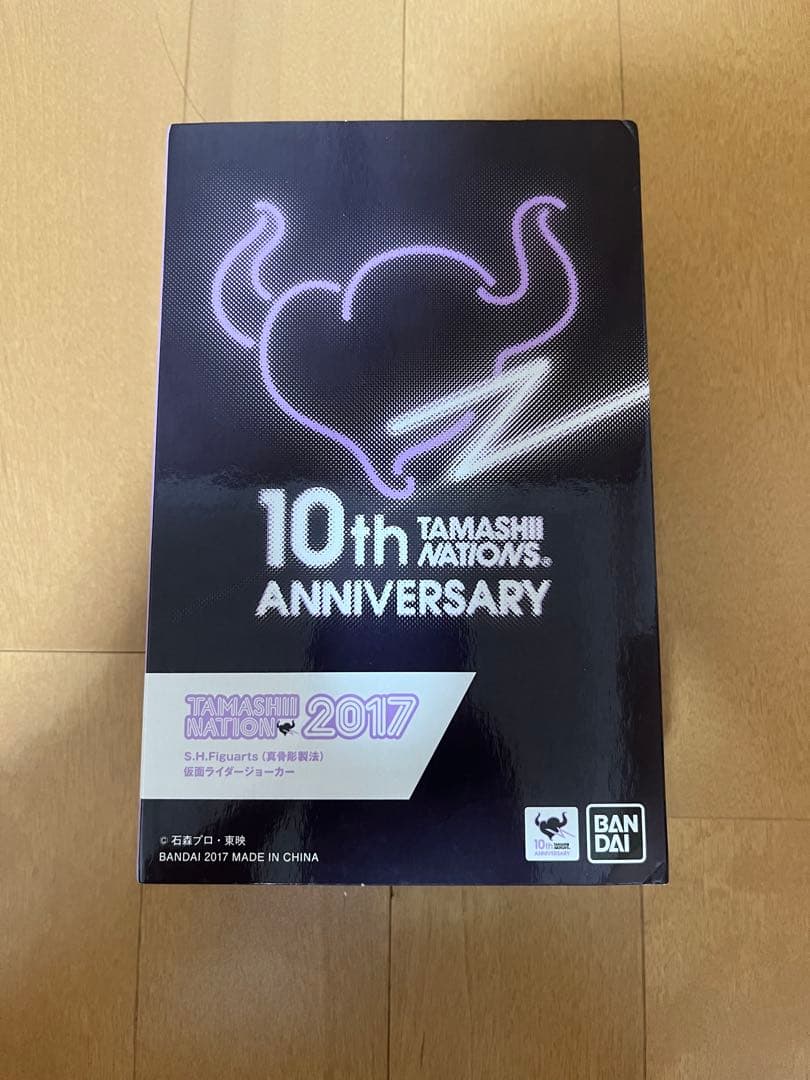 10th TAMASHII NATIONS®
ANNIVERSARY
TAMASHII NATION 2017
S.H.Figuarts（真骨彫製法）
仮面ライダージョーカー
© 石森プロ・東映
BANDAI 2017 MADE IN CHINA
10th TAMASHII NATIONS
ANNIVERSARY
BANDAI